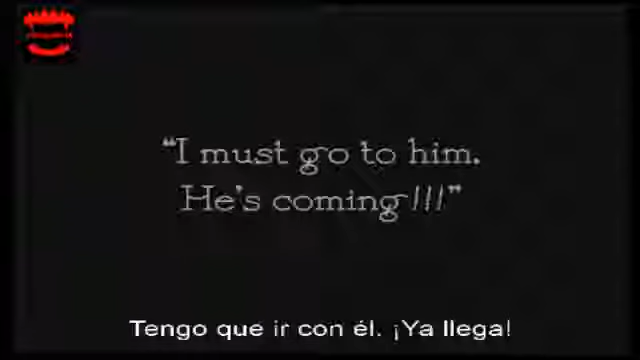 “I must go to him.
He's coming!!!”
Tengo que ir con él. ¡Ya llega!